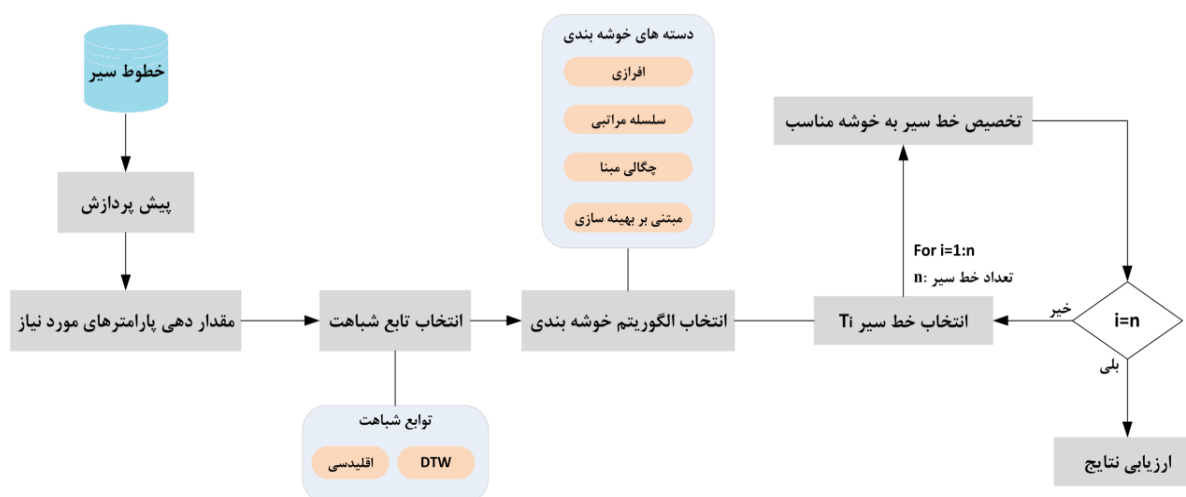 خطوط سیر
پیش پردازش
مقدار دهی پارامترهای مورد نیاز
انتخاب تابع شباهت
توابع شباهت
DTW
اقلیدسی
انتخاب الگوریتم خوشه بندی
دسته های خوشه بندی
افرازی
سلسله مراتبی
چگالی مبنا
مبتنی بر بهینه سازی
انتخاب خط سیر Ti
For i=1:n
n: تعداد خط سیر
تخصیص خط سیر به خوشه مناسب
i=n
خیر
بلی
ارزیابی نتایج